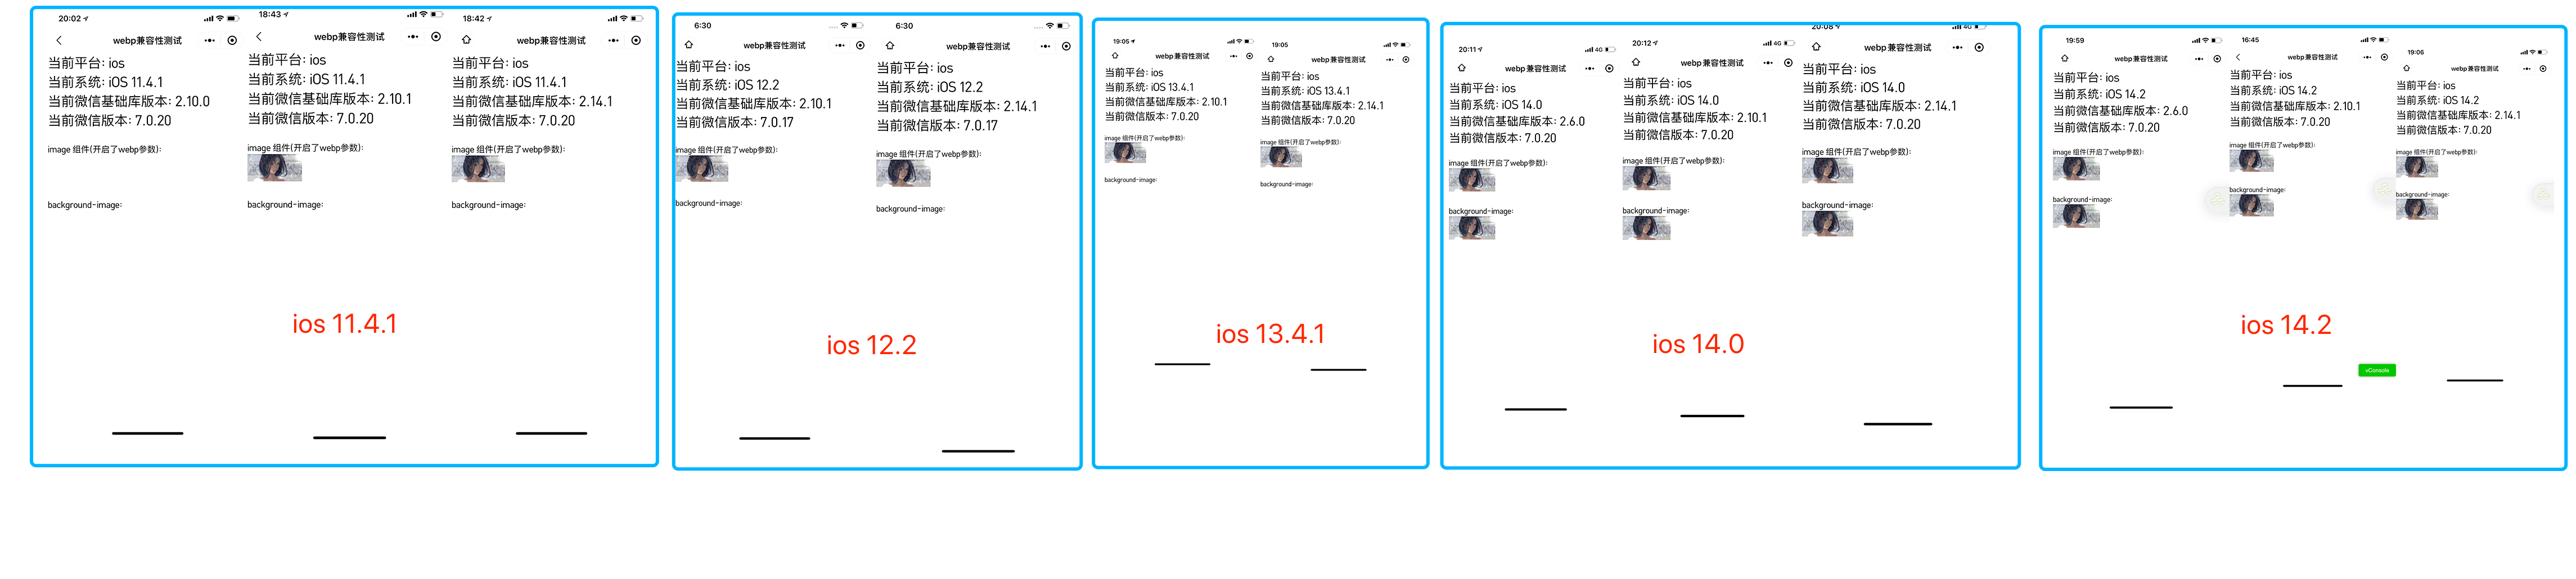 20:02
webp兼容性测试
当前平台: ios
当前系统: iOS 11.4.1
当前微信基础库版本: 2.10.0
当前微信版本: 7.0.20
image 组件(开启了webp参数):
background-image:
18:43
webp兼容性测试
当前平台: ios
当前系统: iOS 11.4.1
当前微信基础库版本: 2.10.1
当前微信版本: 7.0.20
image 组件(开启了webp参数):
background-image:
18:42
webp兼容性测试
当前平台: ios
当前系统: iOS 11.4.1
当前微信基础库版本: 2.14.1
当前微信版本: 7.0.20
image 组件(开启了webp参数):
background-image:
ios 11.4.1
6:30
webp兼容性测试
当前平台: ios
当前系统: iOS 12.2
当前微信基础库版本: 2.10.1
当前微信版本: 7.0.17
image 组件(开启了webp参数):
background-image:
6:30
webp兼容性测试
当前平台: ios
当前系统: iOS 12.2
当前微信基础库版本: 2.14.1
当前微信版本: 7.0.17
image 组件(开启了webp参数):
background-image:
ios 12.2
19:05
webp兼容性测试
当前平台: ios
当前系统: iOS 13.4.1
当前微信基础库版本: 2.10.1
当前微信版本: 7.0.20
image 组件(开启了webp参数):
background-image:
19:05
webp兼容性测试
当前平台: ios
当前系统: iOS 13.4.1
当前微信基础库版本: 2.14.1
当前微信版本: 7.0.20
image 组件(开启了webp参数):
background-image:
ios 13.4.1
20:11
4G
webp兼容性测试
当前平台: ios
当前系统: iOS 14.0
当前微信基础库版本: 2.6.0
当前微信版本: 7.0.20
image 组件(开启了webp参数):
background-image:
20:12
4G
webp兼容性测试
当前平台: ios
当前系统: iOS 14.0
当前微信基础库版本: 2.10.1
当前微信版本: 7.0.20
image 组件(开启了webp参数):
background-image:
20:08
4G
webp兼容性测试
当前平台: ios
当前系统: iOS 14.0
当前微信基础库版本: 2.14.1
当前微信版本: 7.0.20
image 组件(开启了webp参数):
background-image:
ios 14.0
19:59
webp兼容性测试
当前平台: ios
当前系统: iOS 14.2
当前微信基础库版本: 2.6.0
当前微信版本: 7.0.20
image 组件(开启了webp参数):
background-image:
16:45
webp兼容性测试
当前平台: ios
当前系统: iOS 14.2
当前微信基础库版本: 2.10.1
当前微信版本: 7.0.20
image 组件(开启了webp参数):
background-image:
vConsole
19:06
webp兼容性测试
当前平台: ios
当前系统: iOS 14.2
当前微信基础库版本: 2.14.1
当前微信版本: 7.0.20
image 组件(开启了webp参数):
background-image:
ios 14.2